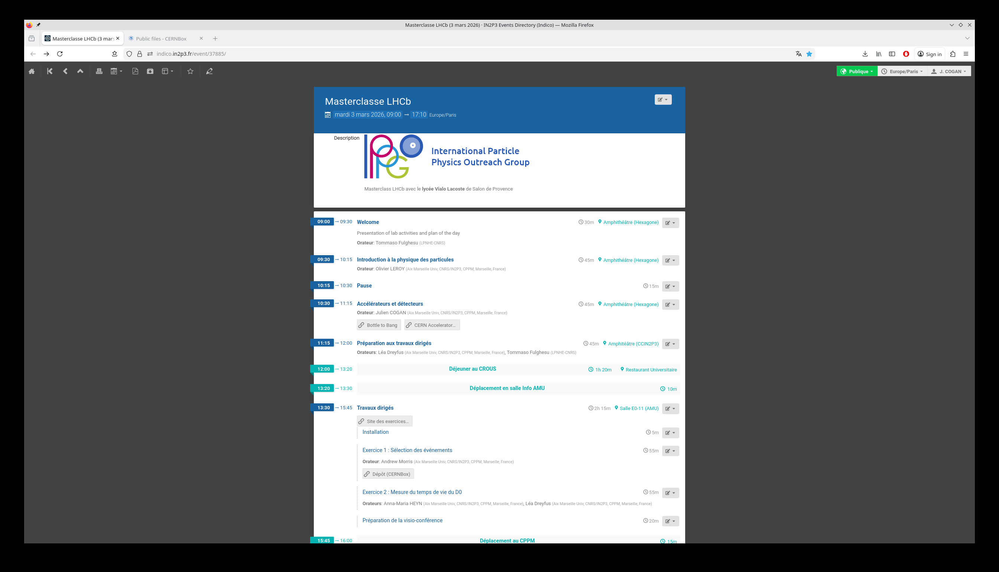 Masterclasse LHCb (3 mars 2026) · IN2P3 Events Directory (Indico) — Mozilla Firefox
Masterclasse LHCb (3 mars
Public files - CERNBox
indico.in2p3.fr/event/37885/
Sign in
Publique
Europe/Paris
J. COGAN
Masterclasse LHCb
mardi 3 mars 2026, 09:00 → 17:10 Europe/Paris
Description
International Particle
Physics Outreach Group
Masterclass LHCb avec le lycée Vialo Lacoste de Salon de Provence
09:00 → 09:30 Welcome 30m Amphithéâtre (Hexagone)
Presentation of lab activities and plan of the day
Orateur: Tommaso Fulghesu (LPNHE-CNRS)
09:30 → 10:15 Introduction à la physique des particules 45m Amphithéâtre (Hexagone)
Orateur: Olivier LEROY (Aix Marseille Univ, CNRS/IN2P3, CPPM, Marseille, France)
10:15 → 10:30 Pause 15m
10:30 → 11:15 Accélérateurs et détecteurs 45m Amphithéâtre (Hexagone)
Orateur: Julien COGAN (Aix Marseille Univ, CNRS/IN2P3, CPPM, Marseille, France)
Bottle to Bang CERN Accelerator...
11:15 → 12:00 Préparation aux travaux dirigés 45m Amphitéâtre (CCIN2P3)
Orateurs: Léa Dreyfus (Aix Marseille Univ, CNRS/IN2P3, CPPM, Marseille, France), Tommaso Fulghesu (LPNHE-CNRS)
12:00 → 13:20 Déjeuner au CROUS 1h 20m Restaurant Universitaire
13:20 → 13:30 Déplacement en salle Info AMU 10m
13:30 → 15:45 Travaux dirigés 2h 15m Salle E0-11 (AMU)
Site des exercices...
Installation 5m
Exercice 1 : Sélection des événements 55m
Orateur: Andrew Morris (Aix Marseille Univ, CNRS/IN2P3, CPPM, Marseille, France)
Dépôt (CERNBox)
Exercice 2 : Mesure du temps de vie du D0 55m
Orateurs: Anna-Maria HEYN (Aix Marseille Univ, CNRS/IN2P3, CPPM, Marseille, France), Léa Dreyfus (Aix Marseille Univ, CNRS/IN2P3, CPPM, Marseille, France)
Préparation de la visio-conférence 20m
15:45 → 16:00 Déplacement au CPPM 15m